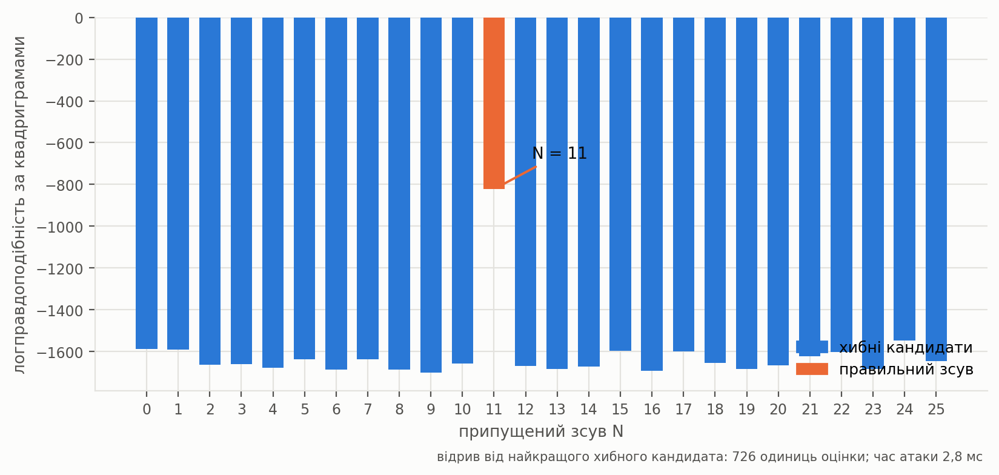 логправдоподібність за квадриграмами
0
−200
−400
−600
−800
−1000
−1200
−1400
−1600
N = 11
хибні кандидати
правильний зсув
0 1 2 3 4 5 6 7 8 9 10 11 12 13 14 15 16 17 18 19 20 21 22 23 24 25
припущений зсув N
відрив від найкращого хибного кандидата: 726 одиниць оцінки; час атаки 2,8 мс